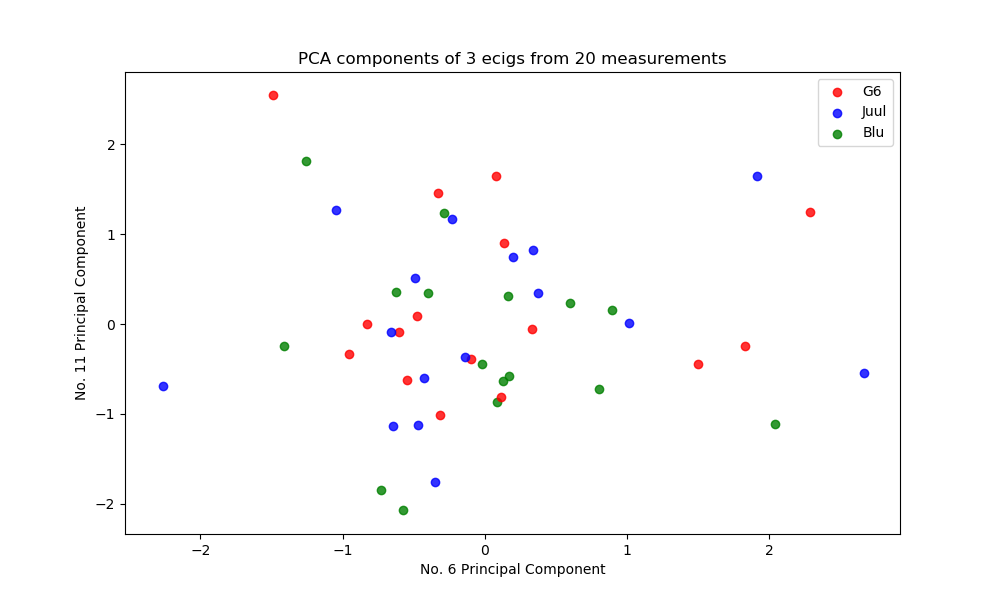 PCA components of 3 ecigs from 20 measurements
G6
Juul
Blu
No. 11 Principal Component
2
1
0
−1
−2
−2
−1
0
1
2
No. 6 Principal Component